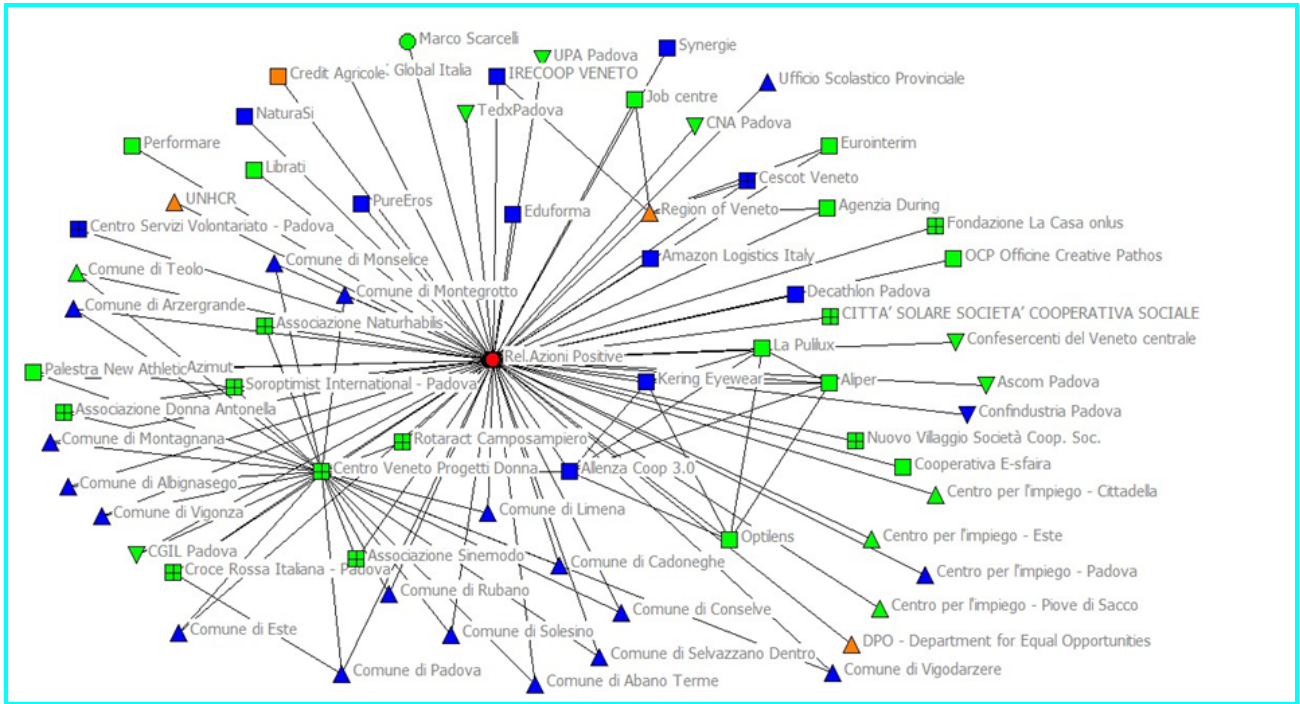 Marco Scarcelli
Synergie
UPA Padova
Credit Agricole
Global Italia
IRECOOP VENETO
Ufficio Scolastico Provinciale
Job centre
NaturaSi
TedxPadova
CNA Padova
Performare
Eurointerim
Librati
Cescot Veneto
UNHCR
PureEros
Eduforma
Region of Veneto
Agenzia During
Centro Servizi Volontariato - Padova
Fondazione La Casa onlus
Comune di Monselice
Amazon Logistics Italy
OCP Officine Creative Pathos
Comune di Teolo
Comune di Montegrotto
Decathlon Padova
Comune di Arzergrande
Associazione Naturhabilis
CITTA' SOLARE SOCIETA' COOPERATIVA SOCIALE
Confesercenti del Veneto centrale
La Pulilux
Rel.Azioni Positive
Palestra New Athletic
Azimut
Kering Eyewear
Aliper
Ascom Padova
Soroptimist International - Padova
Associazione Donna Antonella
Confindustria Padova
Comune di Montagnana
Rotaract Camposampiero
Nuovo Villaggio Società Coop. Soc.
Centro Veneto Progetti Donna
Allenza Coop 3.0
Cooperativa E-sfaira
Comune di Albignasego
Centro per l'impiego - Cittadella
Comune di Vigonza
Comune di Limena
Optilens
Centro per l'impiego - Este
CGIL Padova
Associazione Sinemodo
Comune di Cadoneghe
Croce Rossa Italiana - Padova
Centro per l'impiego - Padova
Comune di Rubano
Comune di Conselve
Centro per l'impiego - Piove di Sacco
Comune di Este
Comune di Solesino
DPO - Department for Equal Opportunities
Comune di Padova
Comune di Selvazzano Dentro
Comune di Vigodarzere
Comune di Abano Terme